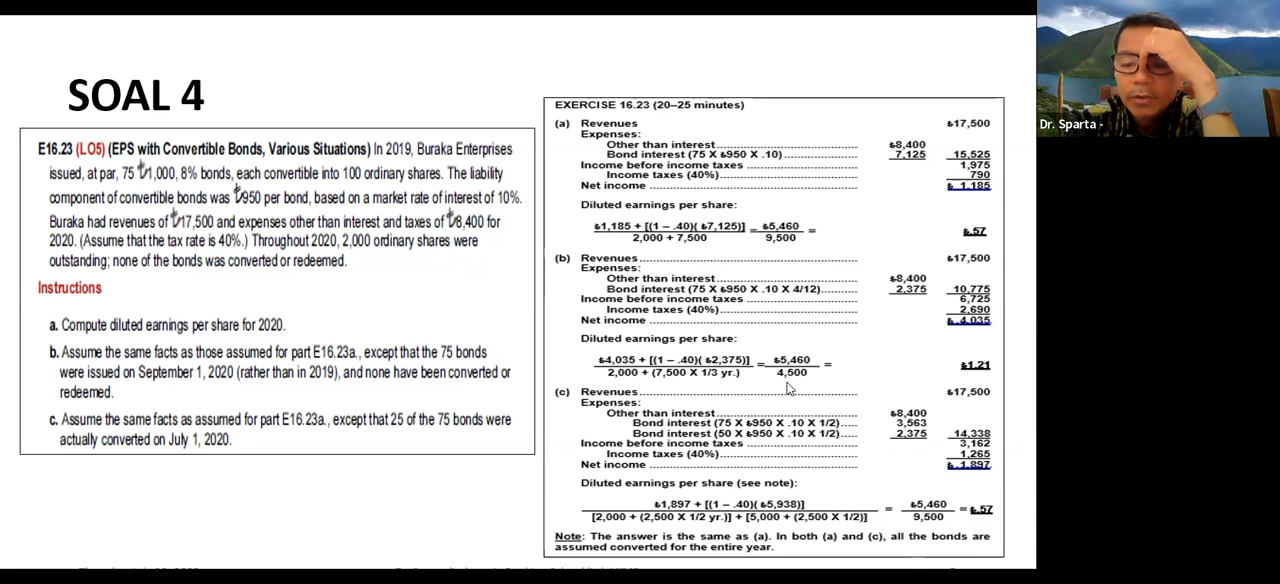 SOAL 4
E16.23 (LO5) (EPS with Convertible Bonds, Various Situations) In 2019, Buraka Enterprises
issued, at par, 75 ₺1,000, 8% bonds, each convertible into 100 ordinary shares. The liability
component of convertible bonds was ₺950 per bond, based on a market rate of interest of 10%.
Buraka had revenues of ₺17,500 and expenses other than interest and taxes of ₺8,400 for
2020. (Assume that the tax rate is 40%.) Throughout 2020, 2,000 ordinary shares were
outstanding; none of the bonds was converted or redeemed.
Instructions
a. Compute diluted earnings per share for 2020.
b. Assume the same facts as those assumed for part E16.23a., except that the 75 bonds
were issued on September 1, 2020 (rather than in 2019), and none have been converted or
redeemed.
c. Assume the same facts as assumed for part E16.23a., except that 25 of the 75 bonds were
actually converted on July 1, 2020.
EXERCISE 16.23 (20–25 minutes)
(a) Revenues ₺17,500
Expenses:
Other than interest ₺8,400
Bond interest (75 X ₺950 X .10) 7,125 15,525
Income before income taxes 1,975
Income taxes (40%) 790
Net income ₺ 1,185
Diluted earnings per share:
₺1,185 + [(1 – .40)( ₺7,125)] = ₺5,460 =
2,000 + 7,500 9,500
₺.57
(b) Revenues ₺17,500
Expenses:
Other than interest ₺8,400
Bond interest (75 X ₺950 X .10 X 4/12) 2,375 10,775
Income before income taxes 6,725
Income taxes (40%) 2,690
Net income ₺ 4,035
Diluted earnings per share:
₺4,035 + [(1 – .40)( ₺2,375)] = ₺5,460 =
2,000 + (7,500 X 1/3 yr.) 4,500
₺1.21
(c) Revenues ₺17,500
Expenses:
Other than interest ₺8,400
Bond interest (75 X ₺950 X .10 X 1/2) 3,563
Bond interest (50 X ₺950 X .10 X 1/2) 2,375 14,338
Income before income taxes 3,162
Income taxes (40%) 1,265
Net income ₺ 1,897
Diluted earnings per share (see note):
₺1,897 + [(1 – .40)( ₺5,938)] = ₺5,460 = ₺.57
[2,000 + (2,500 X 1/2 yr.)] + [5,000 + (2,500 X 1/2)] 9,500
Note: The answer is the same as (a). In both (a) and (c), all the bonds are
assumed converted for the entire year.
Dr. Sparta -